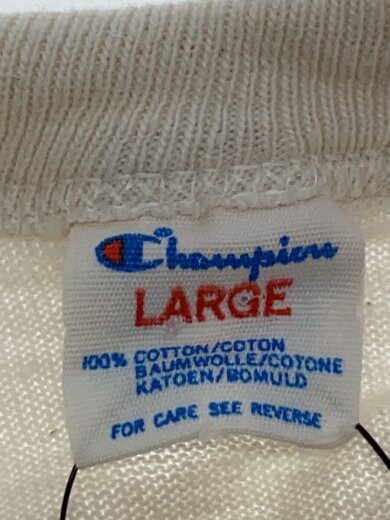 Champion
LARGE
100% COTTON/COTON
BAUMWOLLE/COTONE
KATOEN/BOMULD
FOR CARE SEE REVERSE